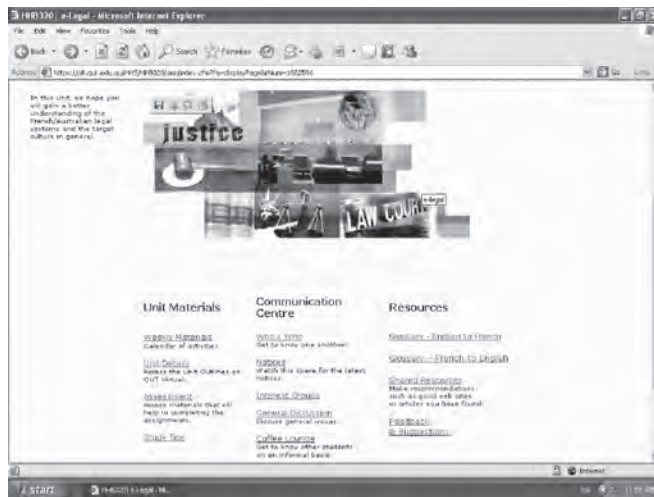 HHB320 | e-Legal - Microsoft Internet Explorer
File Edit View Favorites Tools Help
Back Search Favorites
Address
Go Links
In this unit, we hope you
will gain a better
understanding of the
French/Australian legal
systems and the target
culture in general.
justice
LAW COURT
e-legal
Unit Materials
Weekly Materials
Calendar of activities
Unit Details
Access the Unit Outlines on
QUT Virtual.
Assessment
Access materials that will
help in completing the
assignments.
Study Tips
Communication
Centre
Who's Who
Get to know one another!
Notices
Watch this space for the latest
notices.
Interest Groups
General Discussion
Discuss general issues.
Coffee Lounge
Get to know other students
on an informal basis.
Resources
Glossary - English to French
Glossary - French to English
Shared Resources
Make recommendations
such as good web sites
or articles you have found.
Feedback
& Suggestions
Internet
start